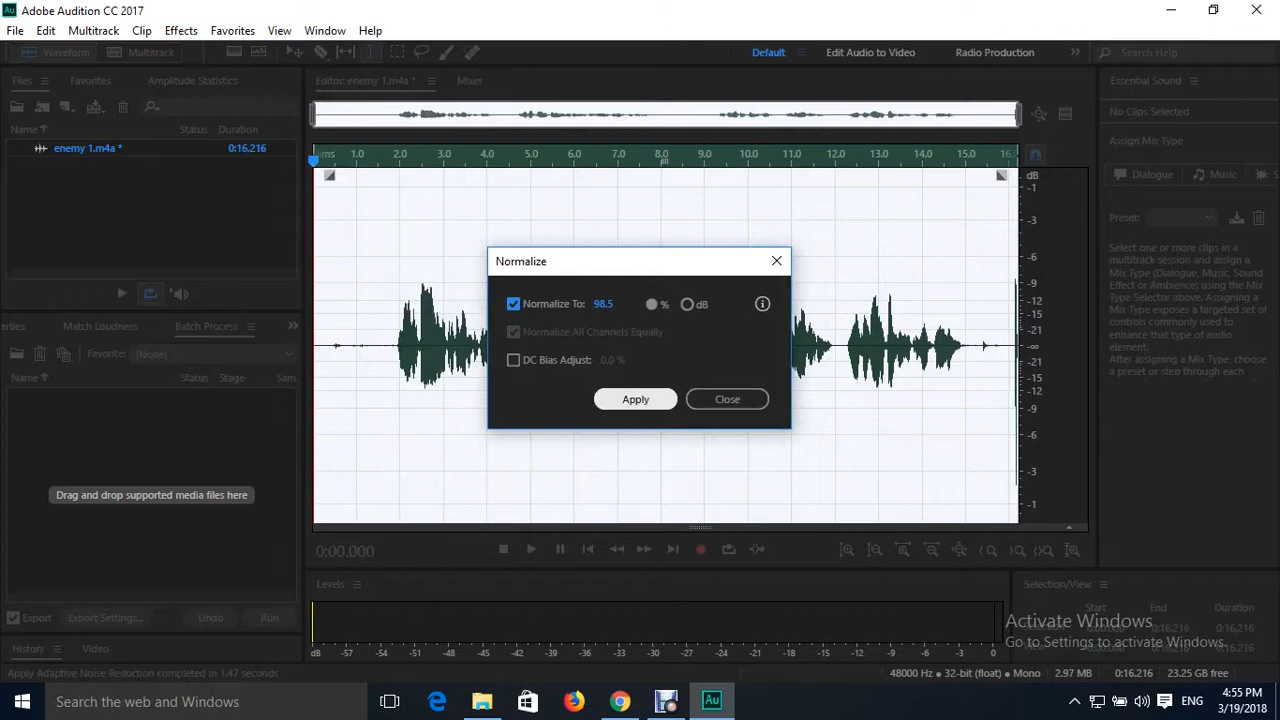 Adobe Audition CC 2017
File Edit Multitrack Clip Effects Favorites View Window Help
Waveform Multitrack Default Edit Audio to Video Radio Production Search Help
Files Favorites Amplitude Statistics Editor: enemy 1.m4a * Mixer Essential Sound
No Clips Selected
Name Status: Duration
enemy 1.m4a * 0:16.216
Assign Mix Type
ms 1.0 2.0 3.0 4.0 5.0 6.0 7.0 8.0 9.0 10.0 11.0 12.0 13.0 14.0 15.0 16
Dialogue Music S
dB
-1
-3
-6
-9
-12
-15
-21
-∞
-21
-15
-12
-9
-6
-3
-1
Preset:
Select one or more clips in a
multitrack session and assign a
Mix Type (Dialogue, Music, Sound
Effect or Ambience) using the
Mix Type Selector above. Assigning a
Mix Type exposes a targeted set of
controls commonly used to
enhance that type of audio
element.
After assigning a Mix Type, choose
a preset or step through each
Normalize
Normalize To: 98.5 % dB
Normalize All Channels Equally
DC Bias Adjust: 0.0 %
Apply Close
erties Match Loudness Batch Process
Favorite: (None)
Name Status Stage Sam
Drag and drop supported media files here
Export Export Settings... Undo Run
0:00.000
Levels
dB -57 -54 -51 -48 -45 -42 -39 -36 -33 -30 -27 -24 -21 -18 -15 -12 -9 -6 -3 0
Selection/View
Start End Duration
0:16.216
Activate Windows
Go to Settings to activate Windows.
History Video
Apply Adaptive Noise Reduction completed in 1.47 seconds
48000 Hz • 32-bit (float) • Mono 2.97 MB 0:16.216 23.25 GB free
Search the web and Windows
ENG
4:55 PM
3/19/2018